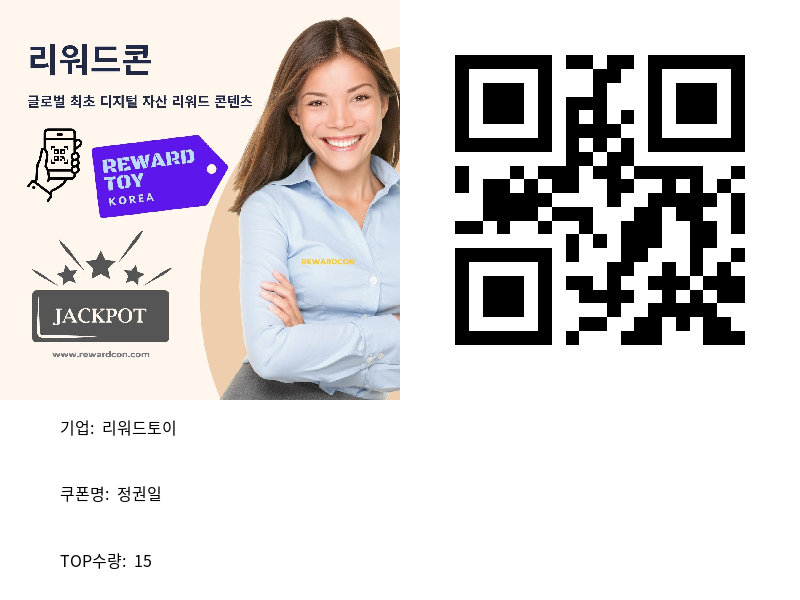 리워드콘
글로벌 최초 디지털 자산 리워드 콘텐츠
REWARD
TOY
KOREA
REWARDCON
JACKPOT
www.rewardcon.com
기업: 리워드토이
쿠폰명: 정권일
TOP수량: 15